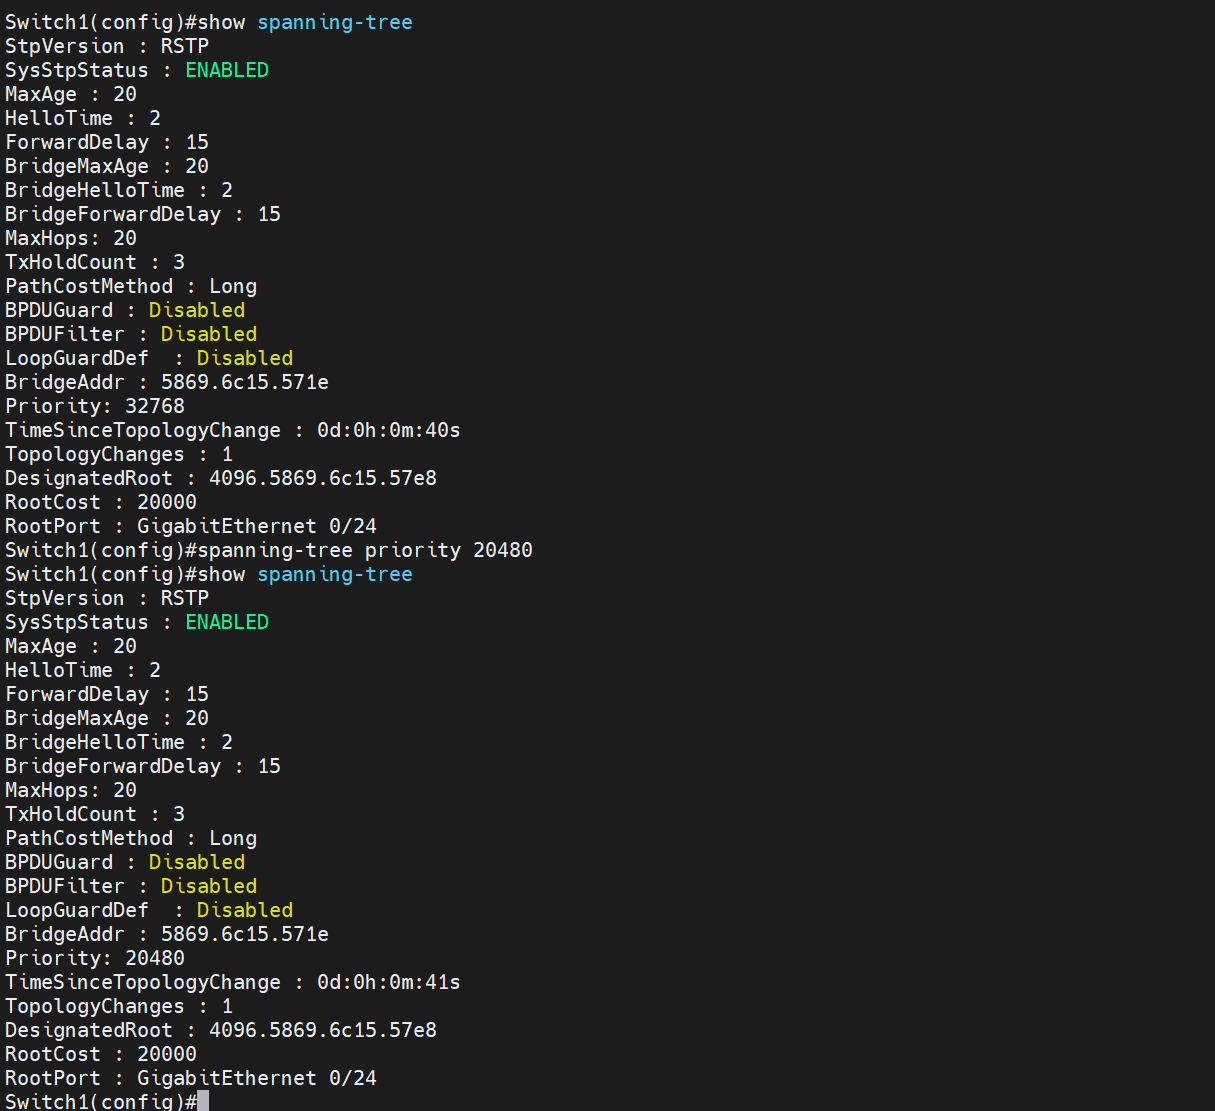 Switch1(config)#show spanning-tree
StpVersion : RSTP
SysStpStatus : ENABLED
MaxAge : 20
HelloTime : 2
ForwardDelay : 15
BridgeMaxAge : 20
BridgeHelloTime : 2
BridgeForwardDelay : 15
MaxHops: 20
TxHoldCount : 3
PathCostMethod : Long
BPDUGuard : Disabled
BPDUFilter : Disabled
LoopGuardDef  : Disabled
BridgeAddr : 5869.6c15.571e
Priority: 32768
TimeSinceTopologyChange : 0d:0h:0m:40s
TopologyChanges : 1
DesignatedRoot : 4096.5869.6c15.57e8
RootCost : 20000
RootPort : GigabitEthernet 0/24
Switch1(config)#spanning-tree priority 20480
Switch1(config)#show spanning-tree
StpVersion : RSTP
SysStpStatus : ENABLED
MaxAge : 20
HelloTime : 2
ForwardDelay : 15
BridgeMaxAge : 20
BridgeHelloTime : 2
BridgeForwardDelay : 15
MaxHops: 20
TxHoldCount : 3
PathCostMethod : Long
BPDUGuard : Disabled
BPDUFilter : Disabled
LoopGuardDef  : Disabled
BridgeAddr : 5869.6c15.571e
Priority: 20480
TimeSinceTopologyChange : 0d:0h:0m:41s
TopologyChanges : 1
DesignatedRoot : 4096.5869.6c15.57e8
RootCost : 20000
RootPort : GigabitEthernet 0/24
Switch1(config)#